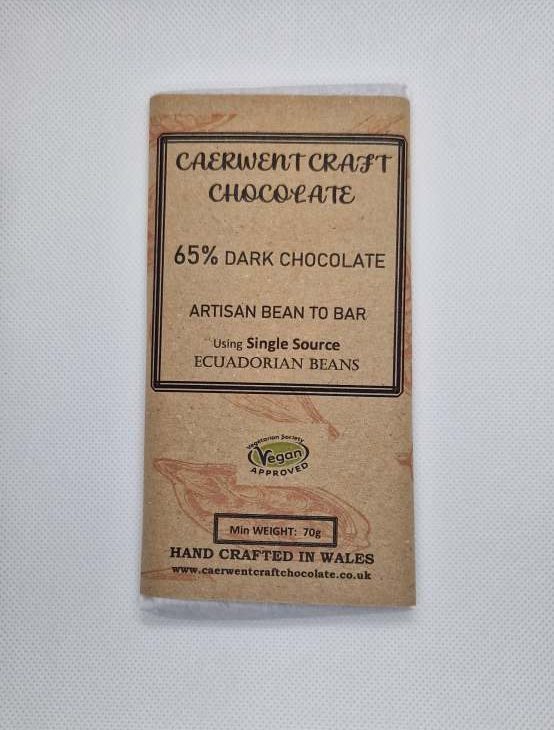 CAERWENT CRAFT
CHOCOLATE
65% DARK CHOCOLATE
ARTISAN BEAN TO BAR
Using Single Source
ECUADORIAN BEANS
Vegetarian Society
Vegan
APPROVED
Min WEIGHT: 70g
HAND CRAFTED IN WALES
www.caerwentcraftchocolate.co.uk